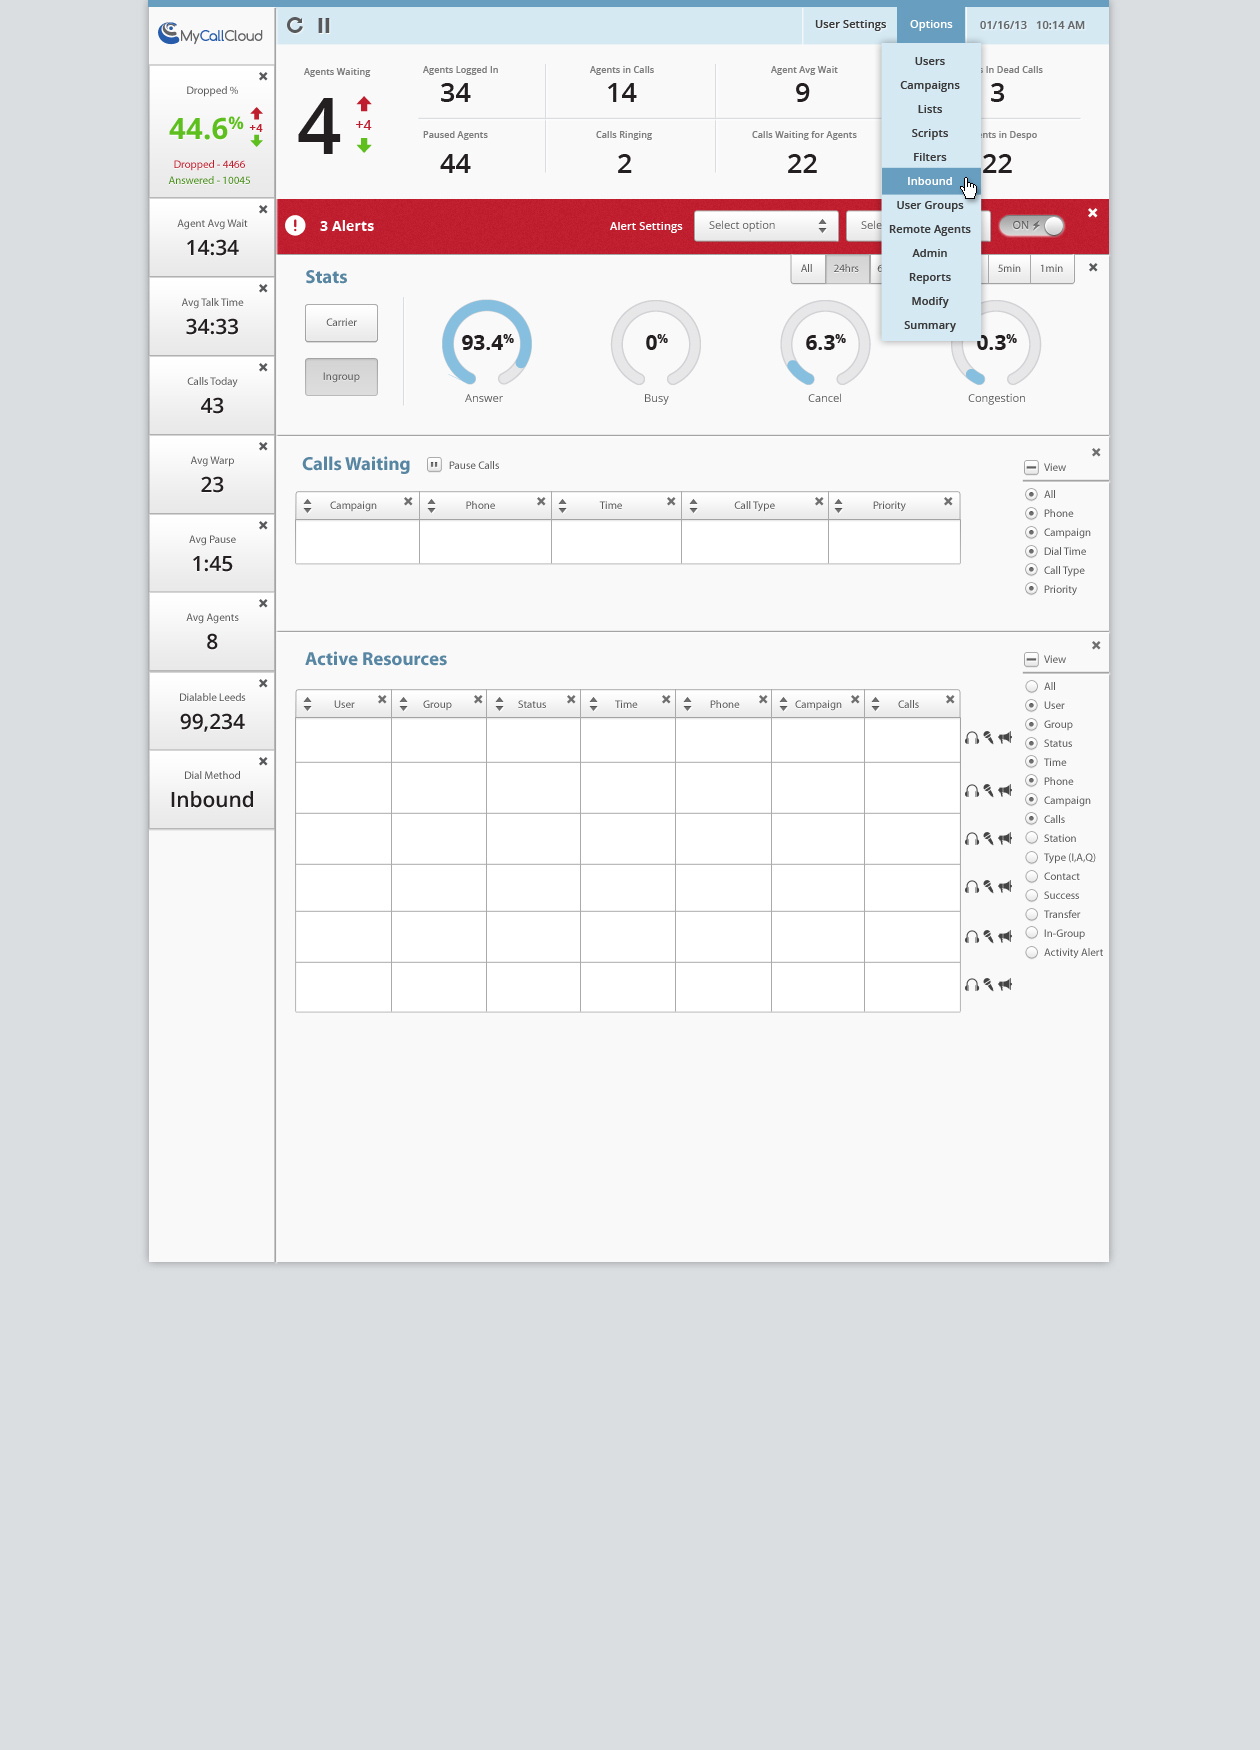 MyCallCloud
User Settings
Options
01/16/13 10:14 AM
Users
Campaigns
Lists
Scripts
Filters
Inbound
User Groups
Remote Agents
Admin
Reports
Modify
Summary
Dropped %
44.6%
+4
Dropped - 4466
Answered - 10045
Agent Avg Wait
14:34
Avg Talk Time
34:33
Calls Today
43
Avg Warp
23
Avg Pause
1:45
Avg Agents
8
Dialable Leeds
99,234
Dial Method
Inbound
Agents Waiting
4
+4
Agents Logged In
34
Agents in Calls
14
Agent Avg Wait
9
In Dead Calls
3
Paused Agents
44
Calls Ringing
2
Calls Waiting for Agents
22
in Despo
22
3 Alerts
Alert Settings
Select option
ON
Stats
All 24hrs 5min 1min
Carrier
Ingroup
93.4%
Answer
0%
Busy
6.3%
Cancel
0.3%
Congestion
Calls Waiting
Pause Calls
Campaign Phone Time Call Type Priority
View
All
Phone
Campaign
Dial Time
Call Type
Priority
Active Resources
User Group Status Time Phone Campaign Calls
View
All
User
Group
Status
Time
Phone
Campaign
Calls
Station
Type (I,A,Q)
Contact
Success
Transfer
In-Group
Activity Alert